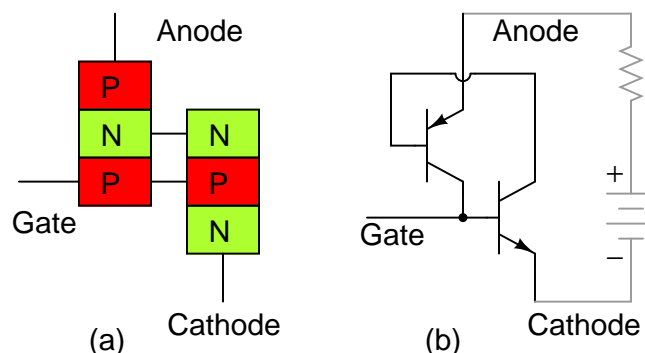 Anode
P
N
N
P
P
N
Gate
Cathode
(a)
Anode
+
Gate
−
Cathode
(b)